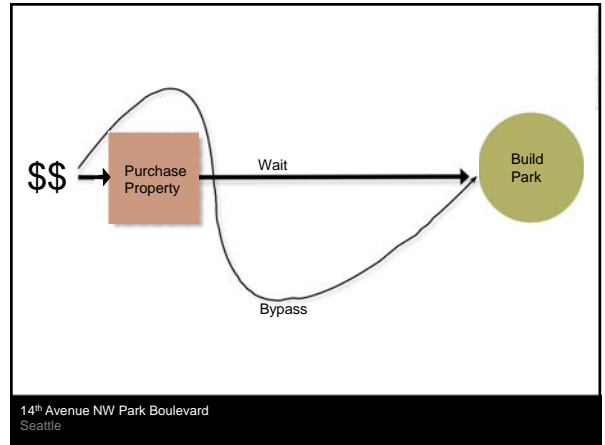 $$
Purchase
Property
Wait
Build
Park
Bypass
14th Avenue NW Park Boulevard
Seattle